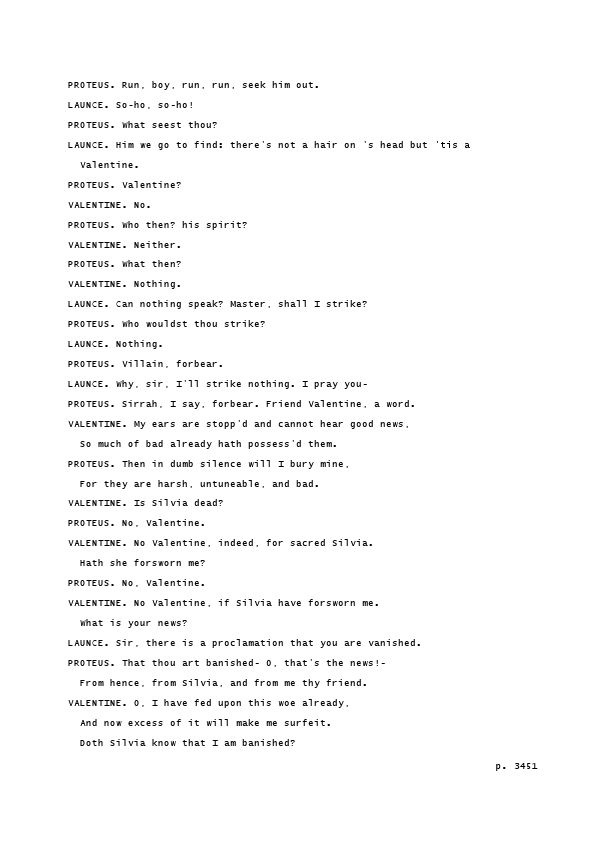 PROTEUS. Run, boy, run, run, seek him out.
LAUNCE. So-ho, so-ho!
PROTEUS. What seest thou?
LAUNCE. Him we go to find: there's not a hair on 's head but 'tis a
Valentine.
PROTEUS. Valentine?
VALENTINE. No.
PROTEUS. Who then? his spirit?
VALENTINE. Neither.
PROTEUS. What then?
VALENTINE. Nothing.
LAUNCE. Can nothing speak? Master, shall I strike?
PROTEUS. Who wouldst thou strike?
LAUNCE. Nothing.
PROTEUS. Villain, forbear.
LAUNCE. Why, sir, I'll strike nothing. I pray you-
PROTEUS. Sirrah, I say, forbear. Friend Valentine, a word.
VALENTINE. My ears are stopp'd and cannot hear good news,
So much of bad already hath possess'd them.
PROTEUS. Then in dumb silence will I bury mine,
For they are harsh, untuneable, and bad.
VALENTINE. Is Silvia dead?
PROTEUS. No, Valentine.
VALENTINE. No Valentine, indeed, for sacred Silvia.
Hath she forsworn me?
PROTEUS. No, Valentine.
VALENTINE. No Valentine, if Silvia have forsworn me.
What is your news?
LAUNCE. Sir, there is a proclamation that you are vanished.
PROTEUS. That thou art banished- O, that's the news!-
From hence, from Silvia, and from me thy friend.
VALENTINE. O, I have fed upon this woe already,
And now excess of it will make me surfeit.
Doth Silvia know that I am banished?
p. 3451